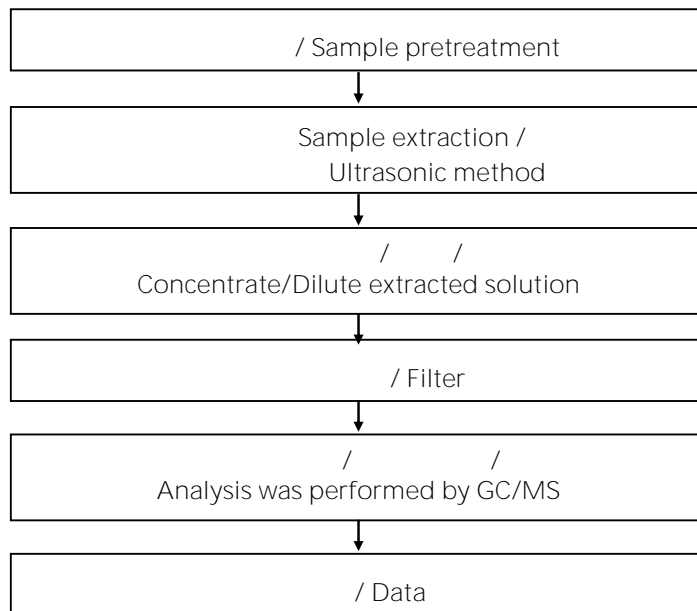 / Sample pretreatment
Sample extraction /
Ultrasonic method
/ /
Concentrate/Dilute extracted solution
/ Filter
/ /
Analysis was performed by GC/MS
/ Data